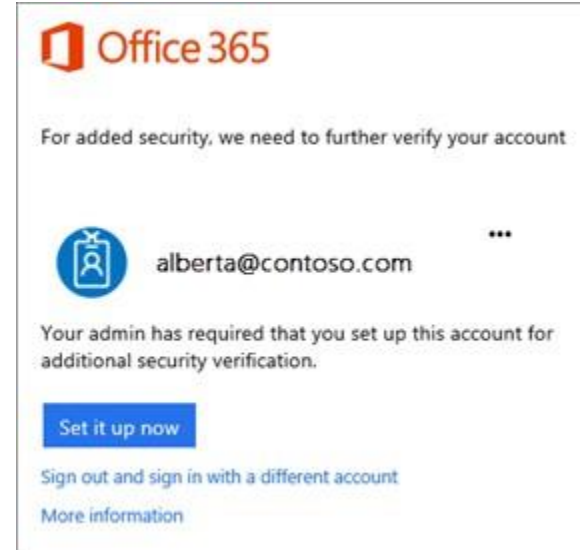 Office 365
For added security, we need to further verify your account
alberta@contoso.com
Your admin has required that you set up this account for
additional security verification.
Set it up now
Sign out and sign in with a different account
More information